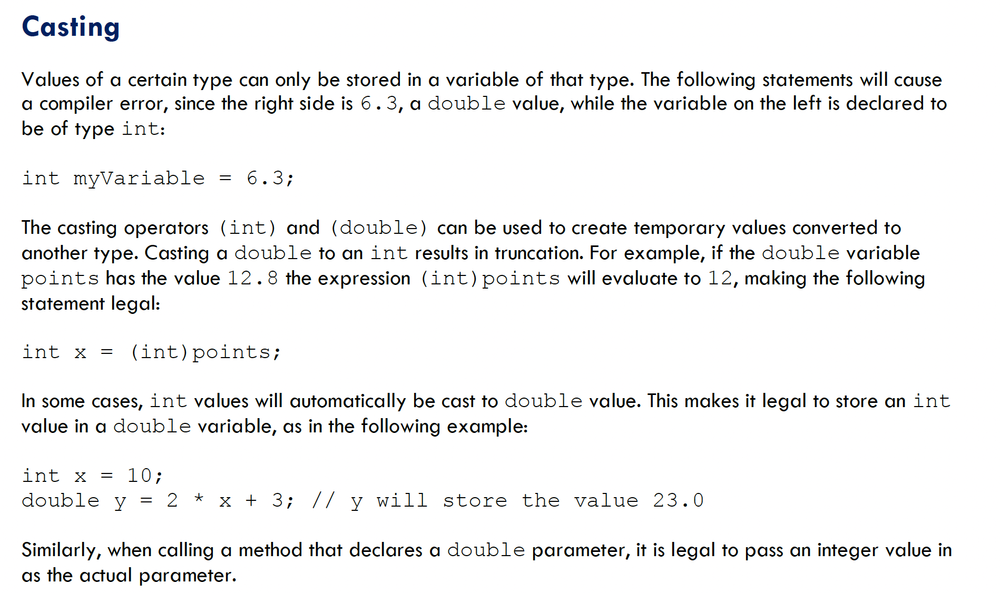 Casting
Values of a certain type can only be stored in a variable of that type. The following statements will cause
a compiler error, since the right side is 6.3, a double value, while the variable on the left is declared to
be of type int:
int myVariable = 6.3;
The casting operators (int) and (double) can be used to create temporary values converted to
another type. Casting a double to an int results in truncation. For example, if the double variable
points has the value 12.8 the expression (int)points will evaluate to 12, making the following
statement legal:
int x = (int)points;
In some cases, int values will automatically be cast to double value. This makes it legal to store an int
value in a double variable, as in the following example:
int x = 10;
double y = 2 * x + 3; // y will store the value 23.0
Similarly, when calling a method that declares a double parameter, it is legal to pass an integer value in
as the actual parameter.